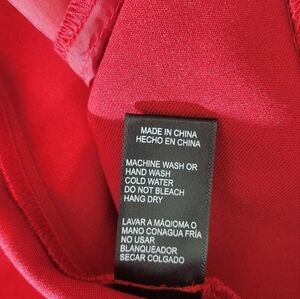 MADE IN CHINA
HECHO EN CHINA
MACHINE WASH OR
HAND WASH
COLD WATER
DO NOT BLEACH
HANG DRY
LAVAR A MÁQIOMA O
MANO CONAGUA FRÍA
NO USAR
BLANQUEADOR
SECAR COLGADO